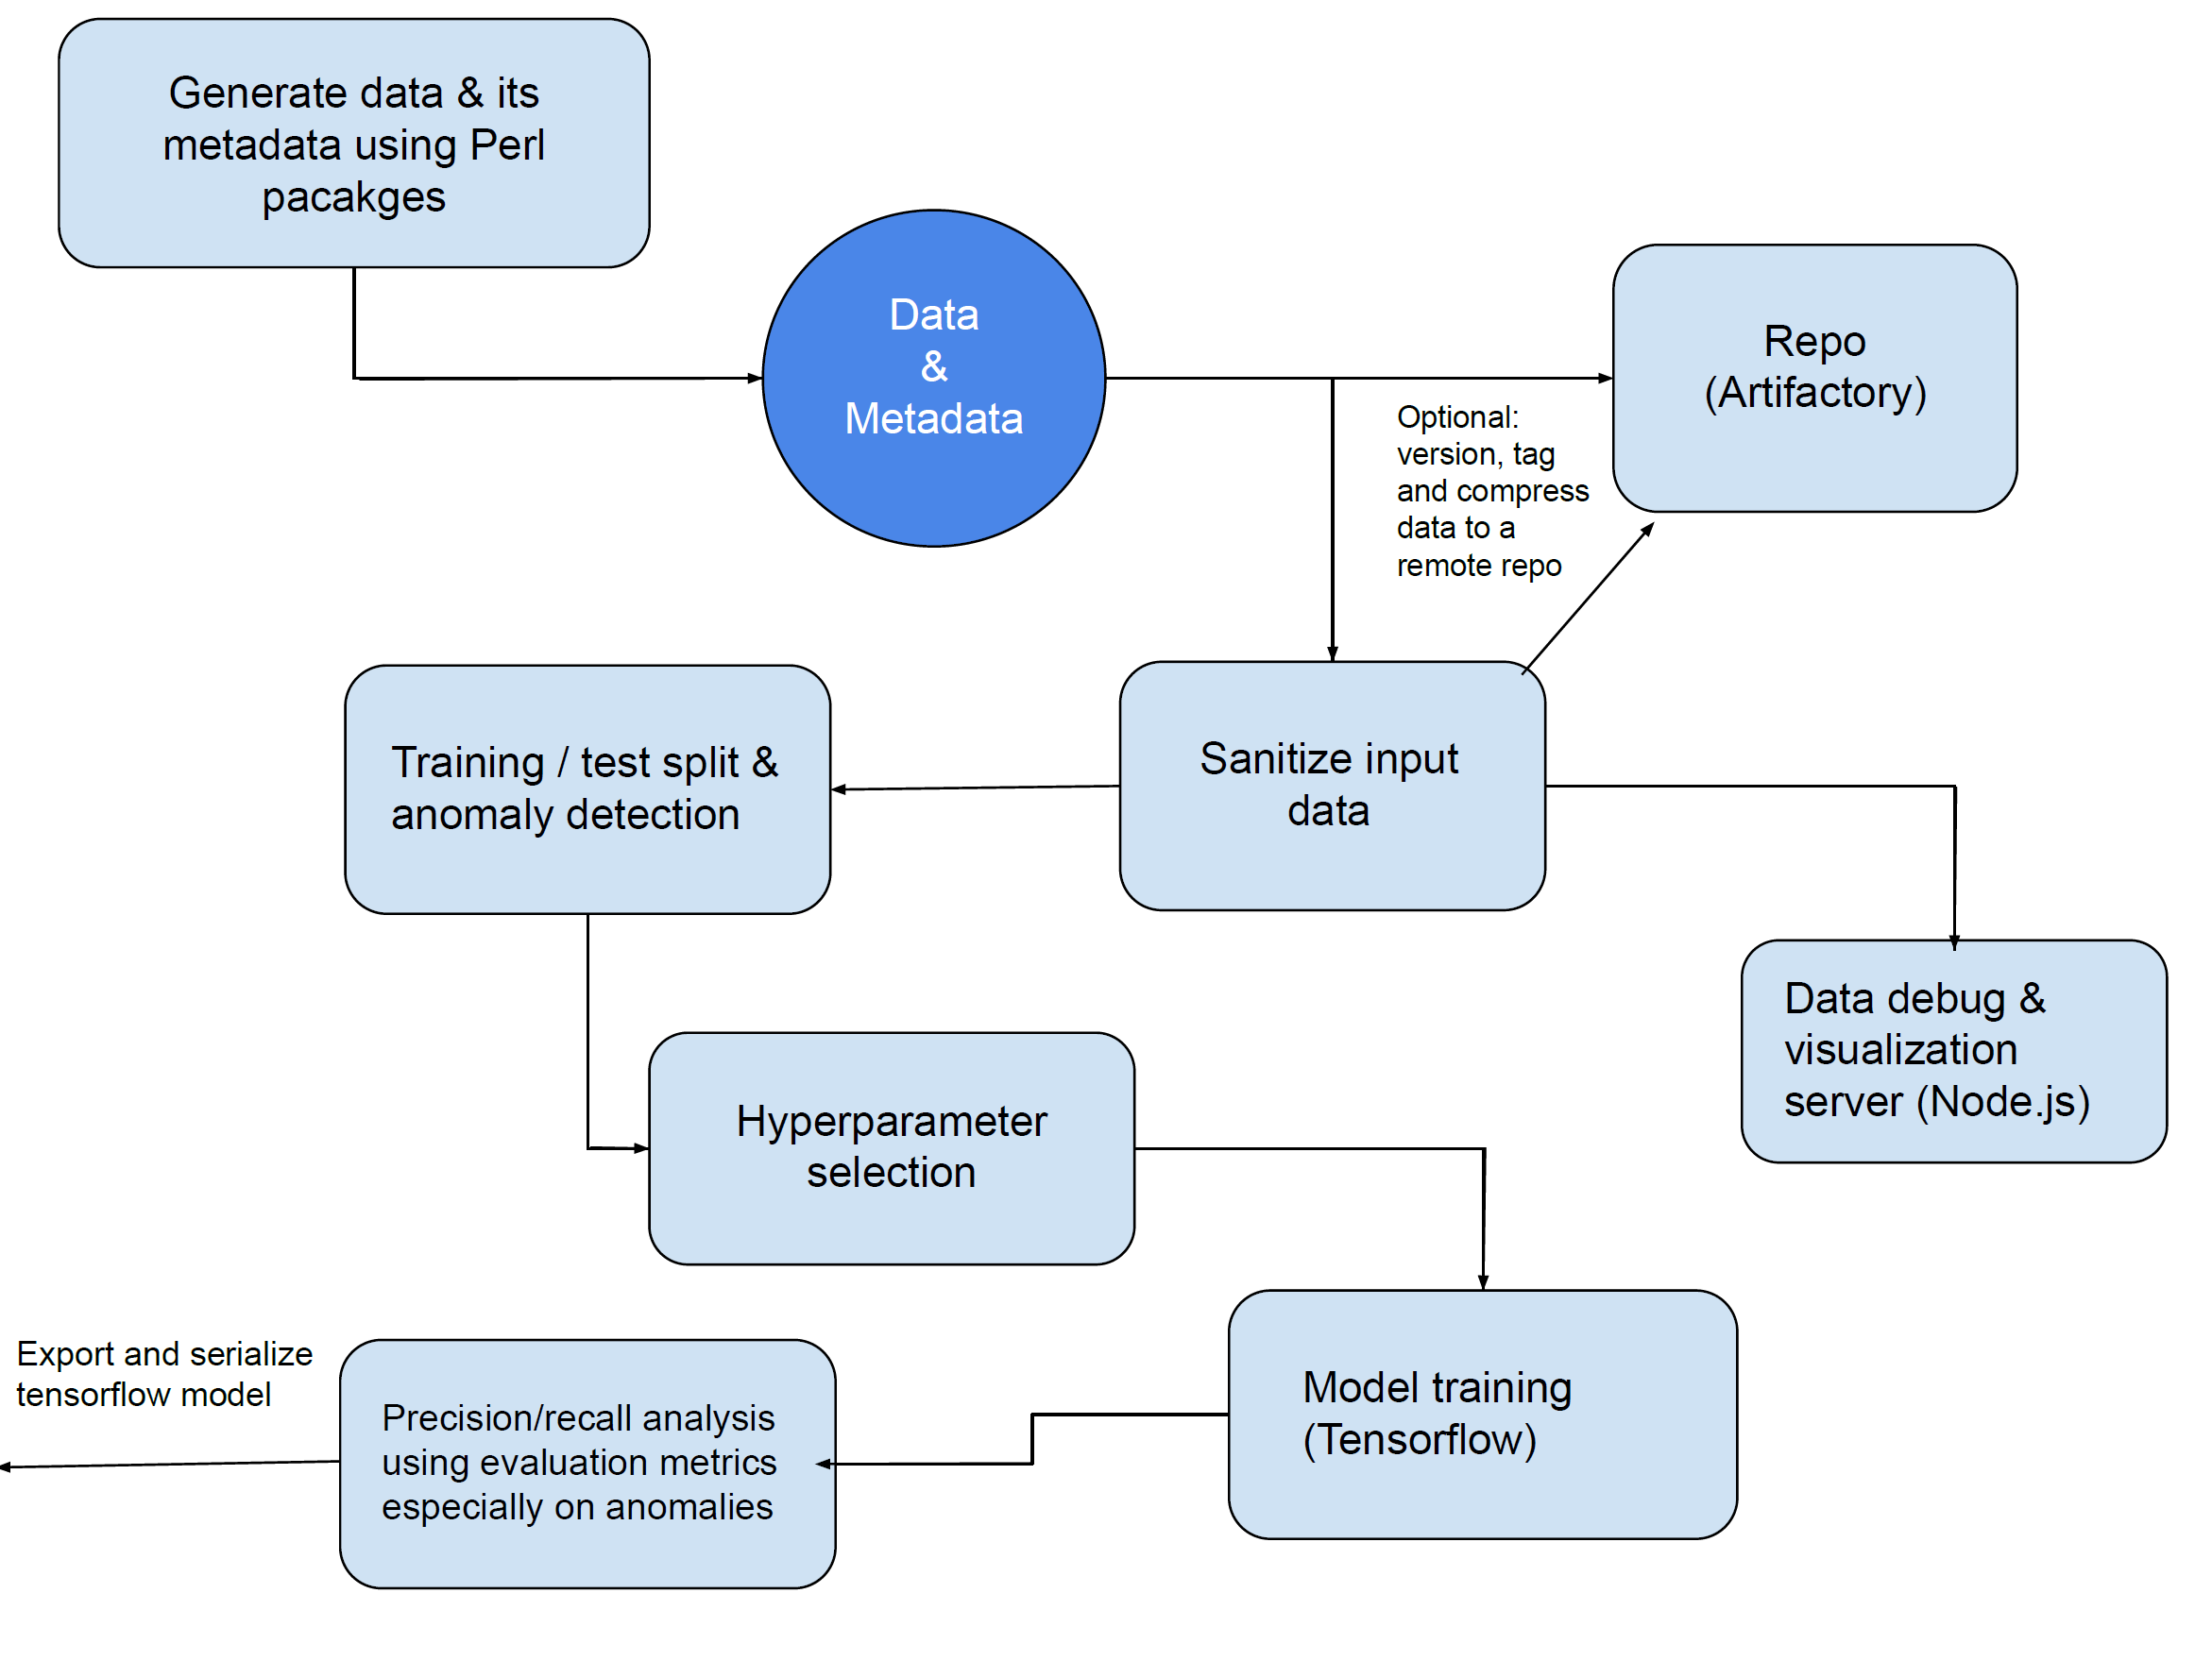 Generate data & its
metadata using Perl
pacakges
Data
&
Metadata
Repo
(Artifactory)
Optional:
version, tag
and compress
data to a
remote repo
Sanitize input
data
Training / test split &
anomaly detection
Data debug &
visualization
server (Node.js)
Hyperparameter
selection
Model training
(Tensorflow)
Precision/recall analysis
using evaluation metrics
especially on anomalies
Export and serialize
tensorflow model